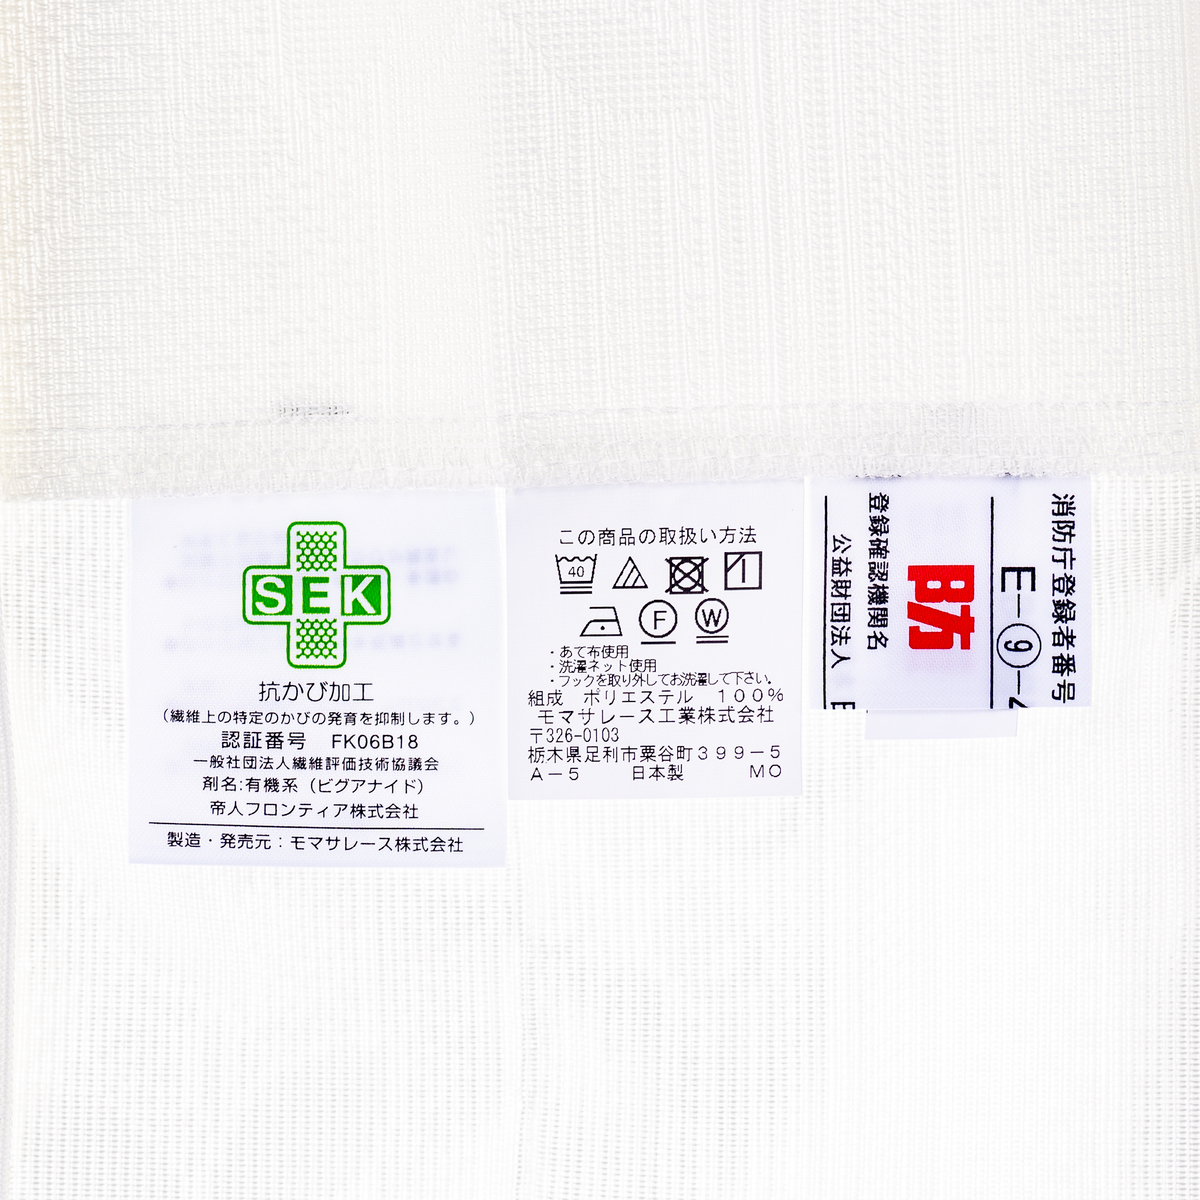 SEK
抗かび加工
(繊維上の特定のかびの発育を抑制します。)
認証番号 FK06B18
一般社団法人繊維評価技術協議会
剤名:有機系(ビグアナイド)
帝人フロンティア株式会社
製造・発売元:モマサレース株式会社
この商品の取扱い方法
40
F W
・あて布使用
・洗濯ネット使用
・フックを取り外してお洗濯して下さい。
組成 ポリエステル 100%
モマサレース工業株式会社
〒326-0103
栃木県足利市粟谷町399-5
A-5 日本製 MO
消防庁登録者番号
E-⑨-
防
登録確認機関名
公益財団法人